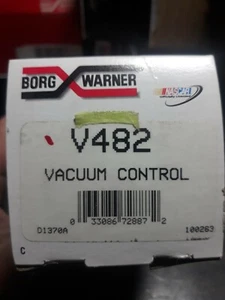 BORG WARNER
NASCAR
V482
VACUUM CONTROL
0 33086 72887 2
D1370A 100263
C